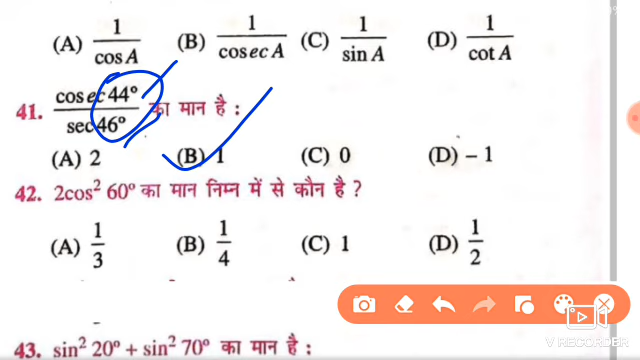 (A) 1/cos A (B) 1/cosec A (C) 1/sin A (D) 1/cot A
41. cosec 44° / sec 46° का मान है :
(A) 2 (B) 1 (C) 0 (D) – 1
42. 2cos² 60° का मान निम्न में से कौन है ?
(A) 1/3 (B) 1/4 (C) 1 (D) 1/2
43. sin² 20° + sin² 70° का मान है :
V RECORDER